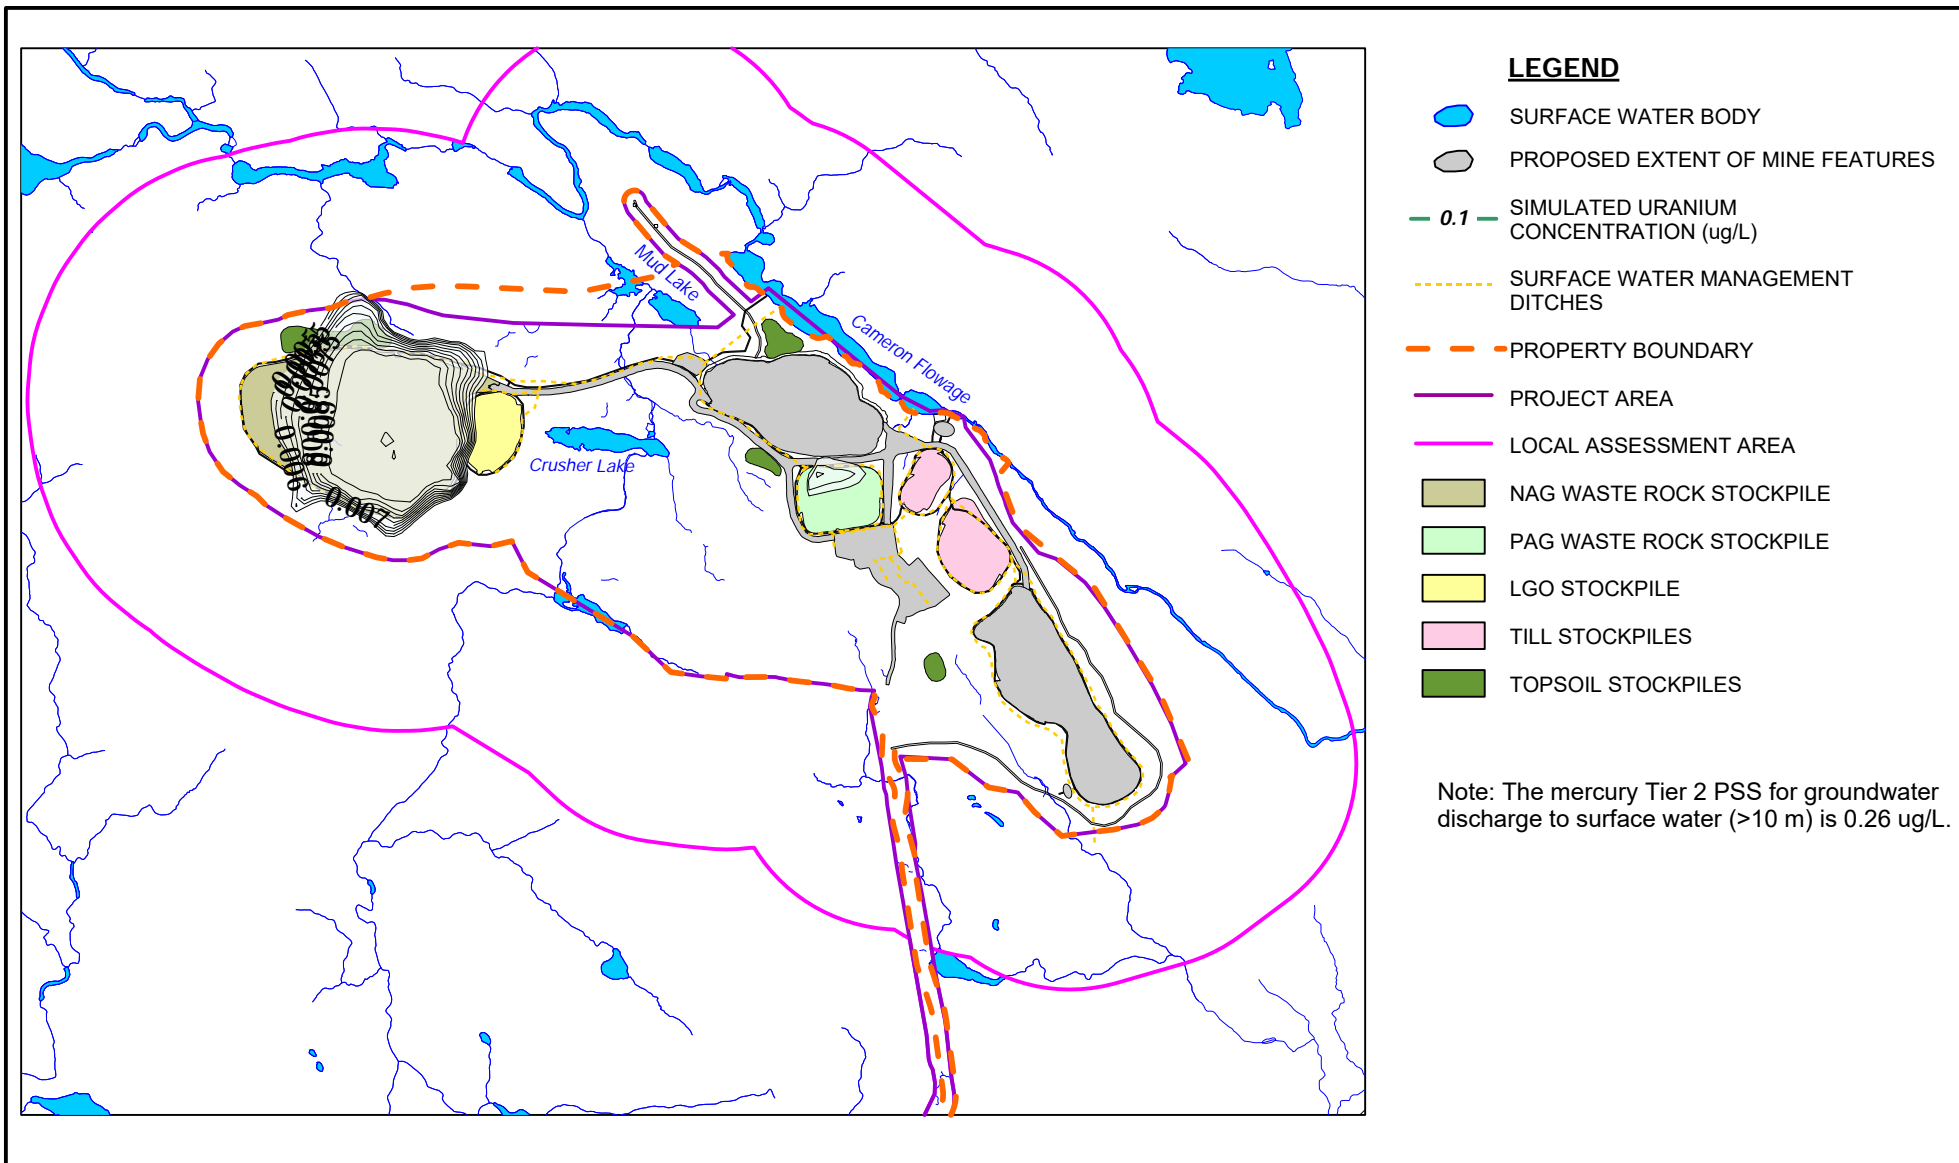 LEGEND
SURFACE WATER BODY
PROPOSED EXTENT OF MINE FEATURES
0.1
SIMULATED URANIUM
CONCENTRATION (ug/L)
SURFACE WATER MANAGEMENT
DITCHES
PROPERTY BOUNDARY
PROJECT AREA
LOCAL ASSESSMENT AREA
NAG WASTE ROCK STOCKPILE
PAG WASTE ROCK STOCKPILE
LGO STOCKPILE
TILL STOCKPILES
TOPSOIL STOCKPILES
Note: The mercury Tier 2 PSS for groundwater
discharge to surface water (>10 m) is 0.26 ug/L.
Mud Lake
Cameron Flowage
Crusher Lake
0.006
0.007